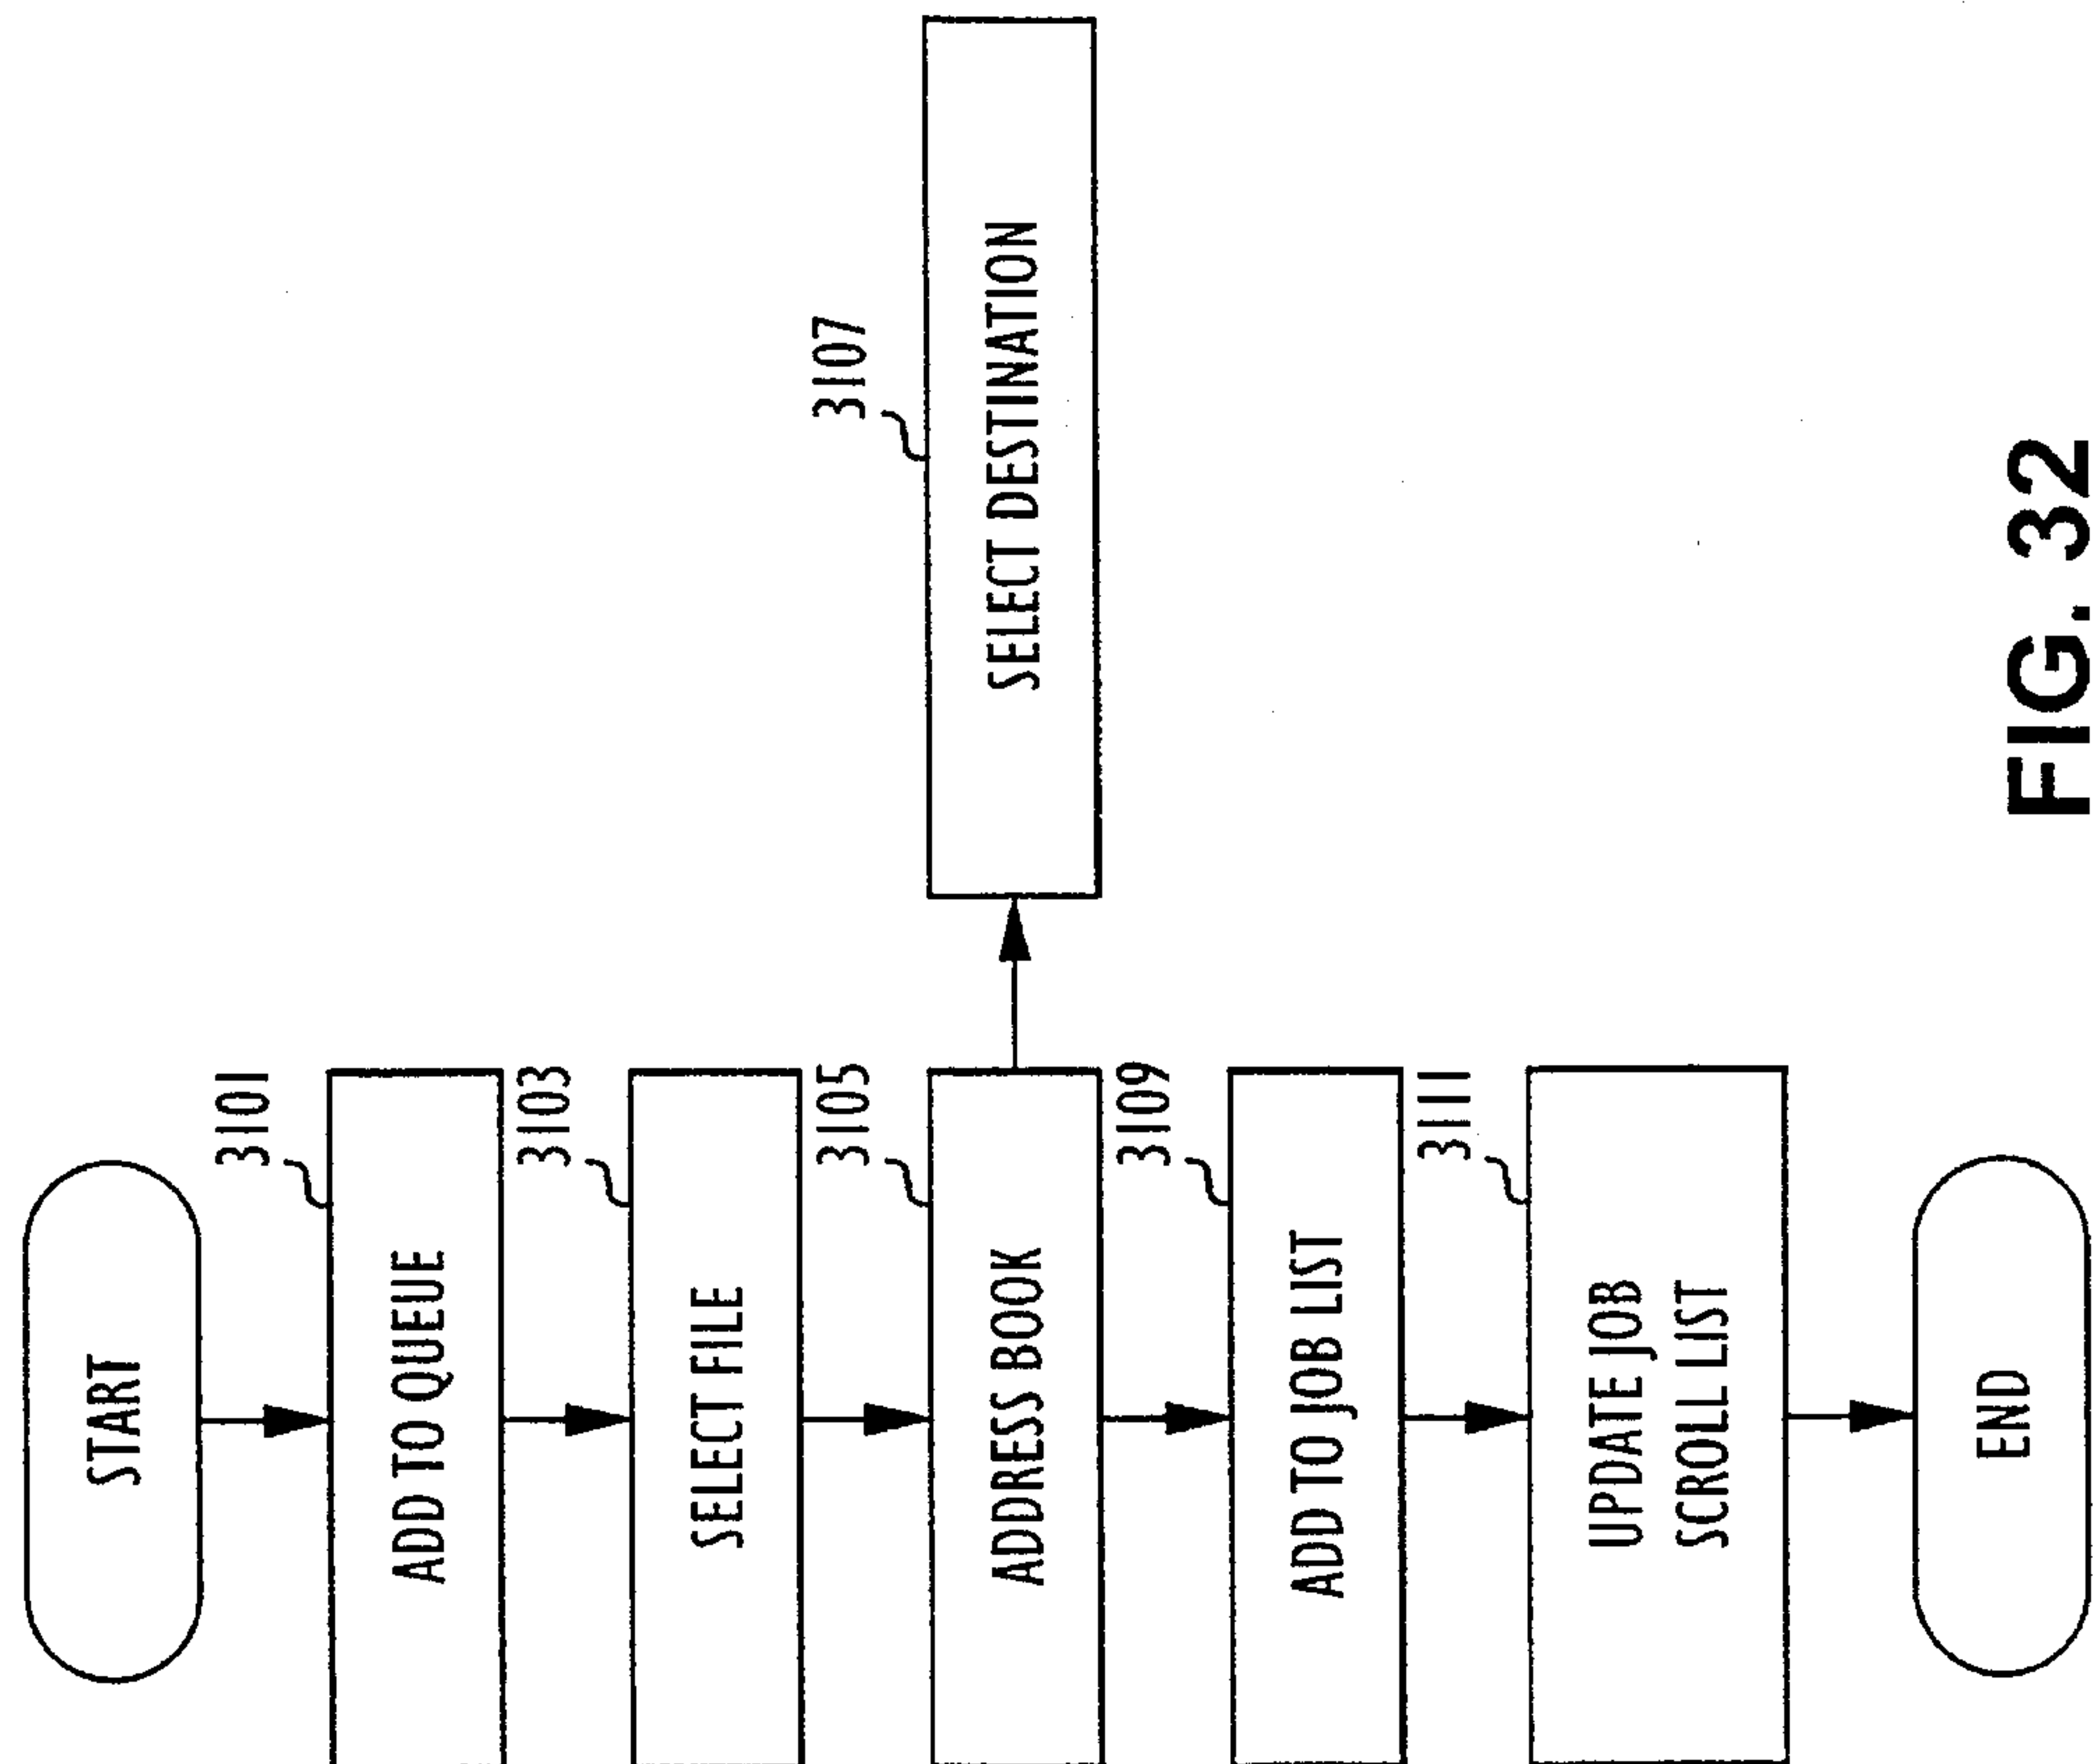 START
3101
ADD TO QUEUE
3103
SELECT FILE
3105
ADDRESS BOOK
3107
SELECT DESTINATION
3109
ADD TO JOB LIST
3111
UPDATE JOB
SCROLL LIST
END
FIG. 32